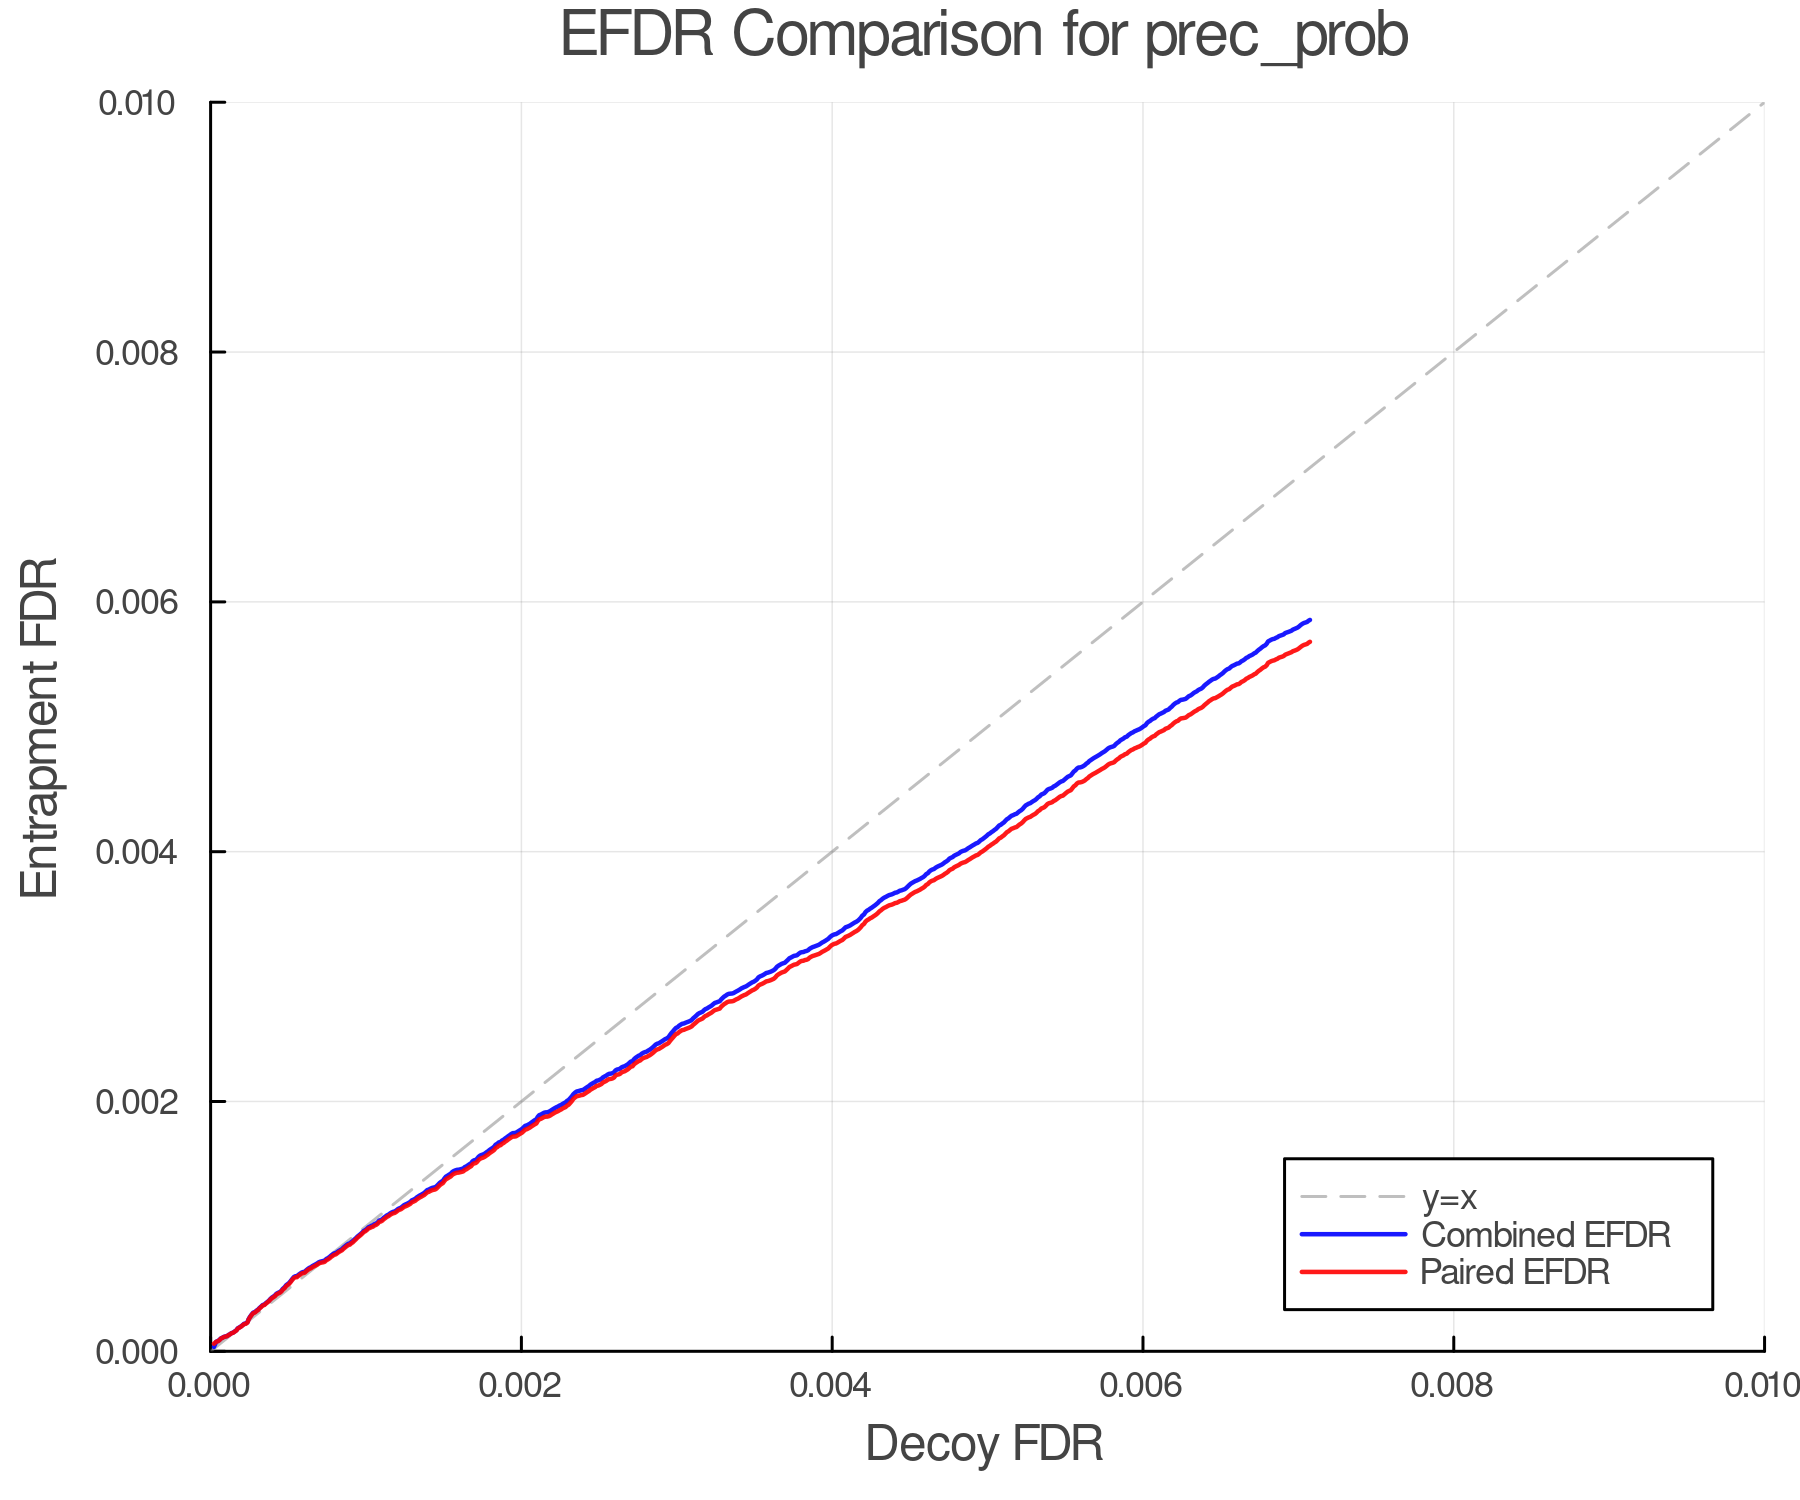 EFDR Comparison for prec_prob
0.010
0.008
0.006
0.004
0.002
0.000
Entrapment FDR
y=x
Combined EFDR
Paired EFDR
0.000 0.002 0.004 0.006 0.008 0.010
Decoy FDR